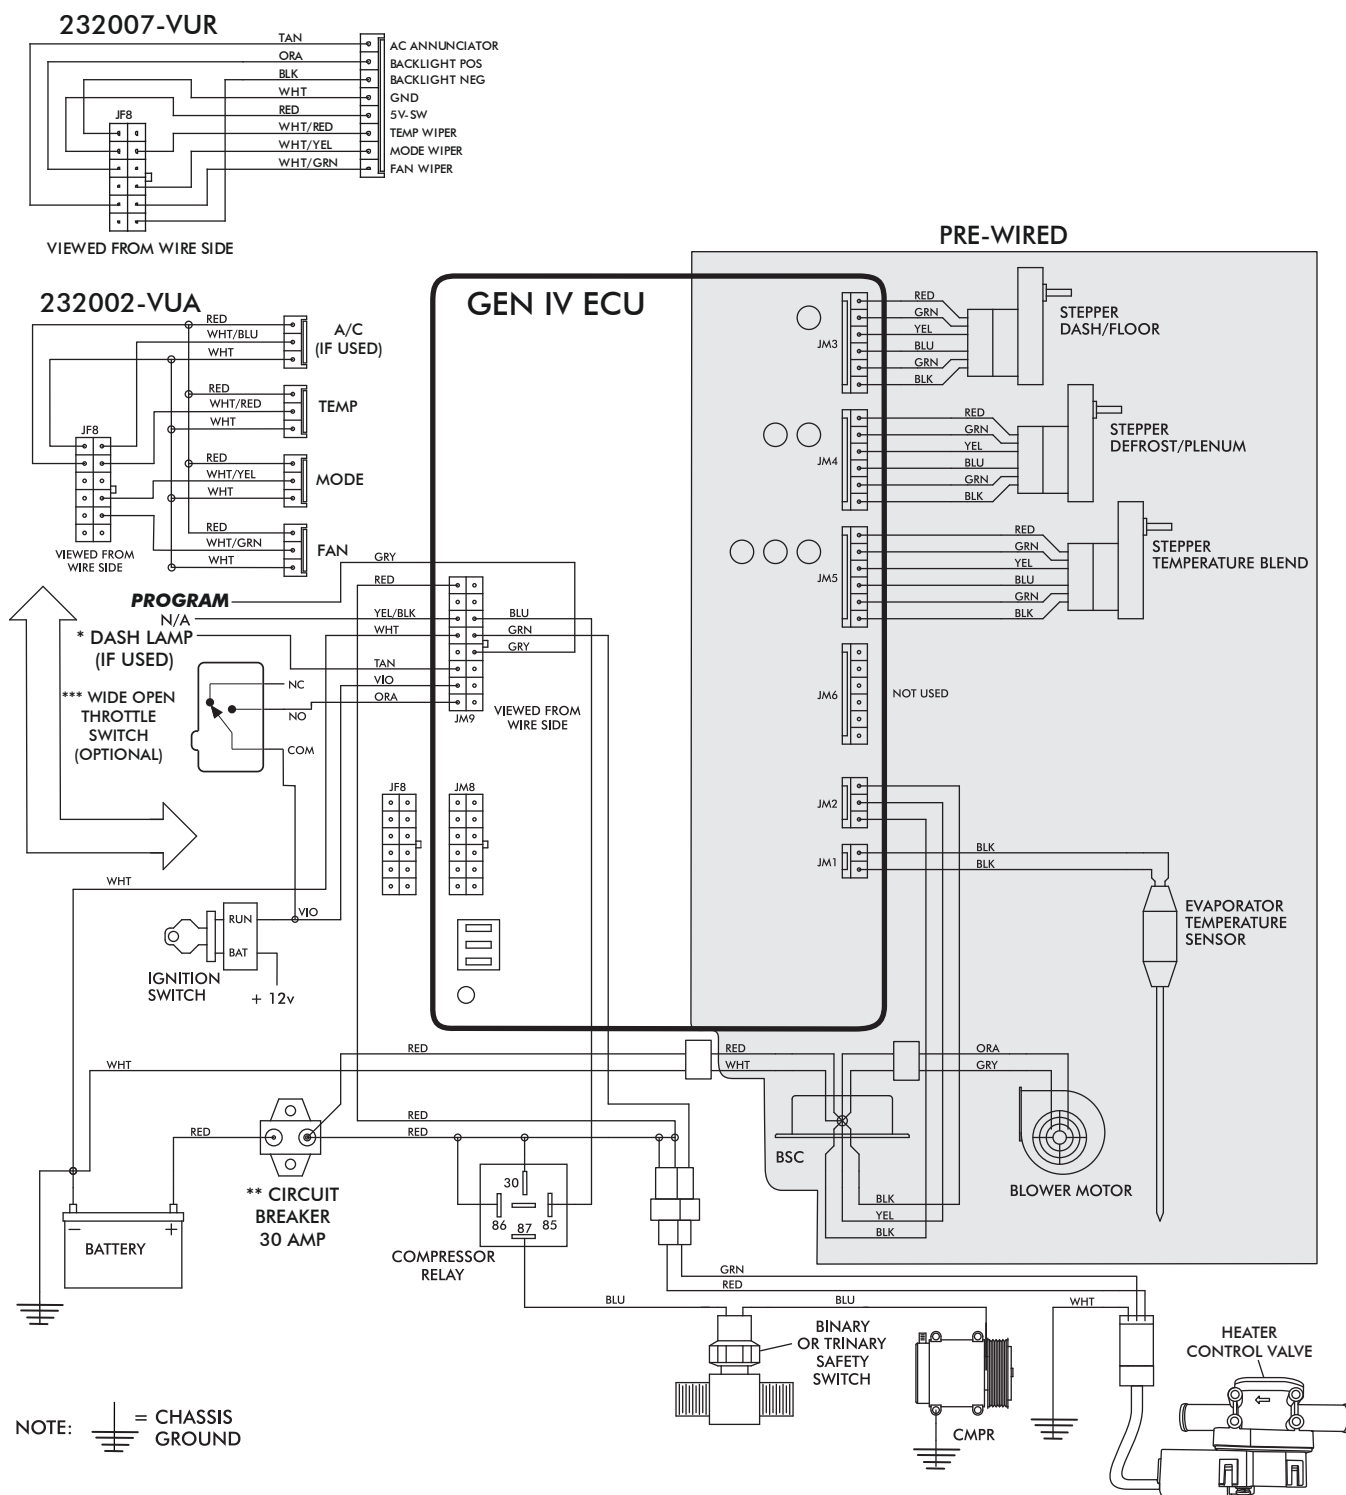 232007-VUR
TAN
ORA
BLK
WHT
RED
WHT/RED
WHT/YEL
WHT/GRN
AC ANNUNCIATOR
BACKLIGHT POS
BACKLIGHT NEG
GND
5V-SW
TEMP WIPER
MODE WIPER
FAN WIPER
JF8
VIEWED FROM WIRE SIDE
232002-VUA
RED
WHT/BLU
WHT
A/C
(IF USED)
RED
WHT/RED
WHT
TEMP
RED
WHT/YEL
WHT
MODE
RED
WHT/GRN
WHT
FAN
JF8
VIEWED FROM
WIRE SIDE
GEN IV ECU
PRE-WIRED
JM3
RED
GRN
YEL
BLU
GRN
BLK
STEPPER
DASH/FLOOR
JM4
RED
GRN
YEL
BLU
GRN
BLK
STEPPER
DEFROST/PLENUM
JM5
RED
GRN
YEL
BLU
GRN
BLK
STEPPER
TEMPERATURE BLEND
JM6
NOT USED
JM2
JM1
BLK
BLK
EVAPORATOR
TEMPERATURE
SENSOR
PROGRAM
N/A
* DASH LAMP
(IF USED)
GRY
RED
YEL/BLK
WHT
TAN
VIO
ORA
BLU
GRN
GRY
JM9
VIEWED FROM
WIRE SIDE
*** WIDE OPEN
THROTTLE
SWITCH
(OPTIONAL)
NC
NO
COM
JF8
JM8
WHT
RUN
BAT
VIO
IGNITION
SWITCH
+ 12v
RED
WHT
RED
WHT
ORA
GRY
BSC
BLOWER MOTOR
BLK
YEL
BLK
RED
RED
RED
** CIRCUIT
BREAKER
30 AMP
BATTERY
−
+
30
86
87
85
COMPRESSOR
RELAY
GRN
RED
BLU
BLU
WHT
BINARY
OR TRINARY
SAFETY
SWITCH
CMPR
HEATER
CONTROL VALVE
NOTE:
= CHASSIS
GROUND